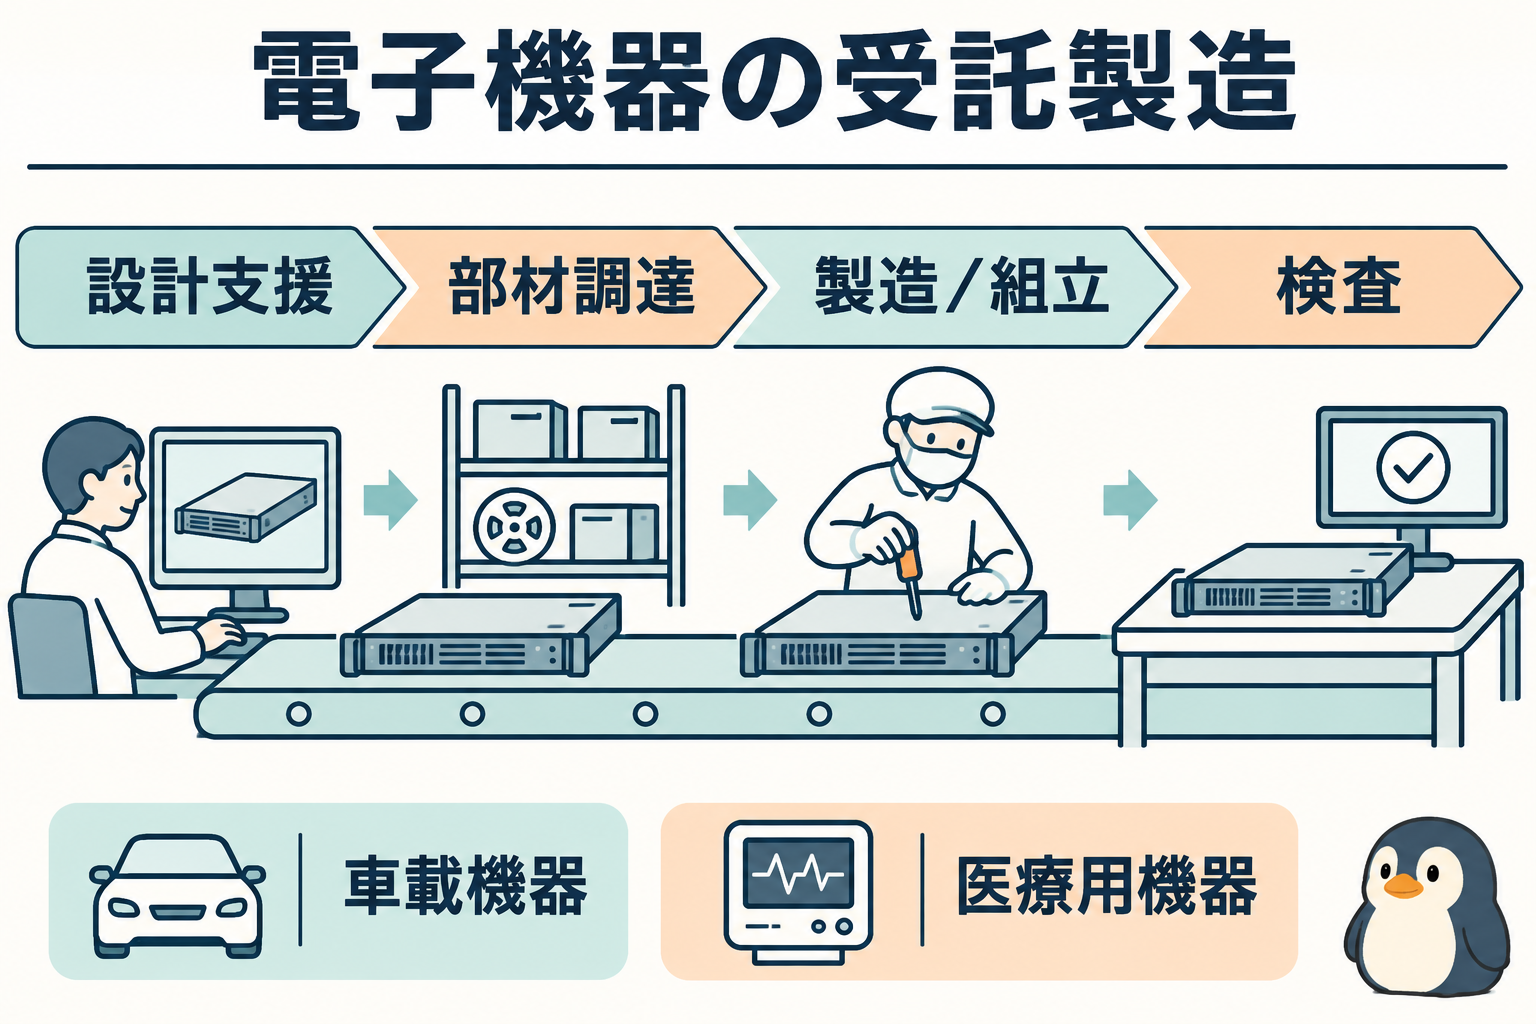 電子機器の受託製造
設計支援
部材調達
製造/組立
検査
車載機器
医療用機器